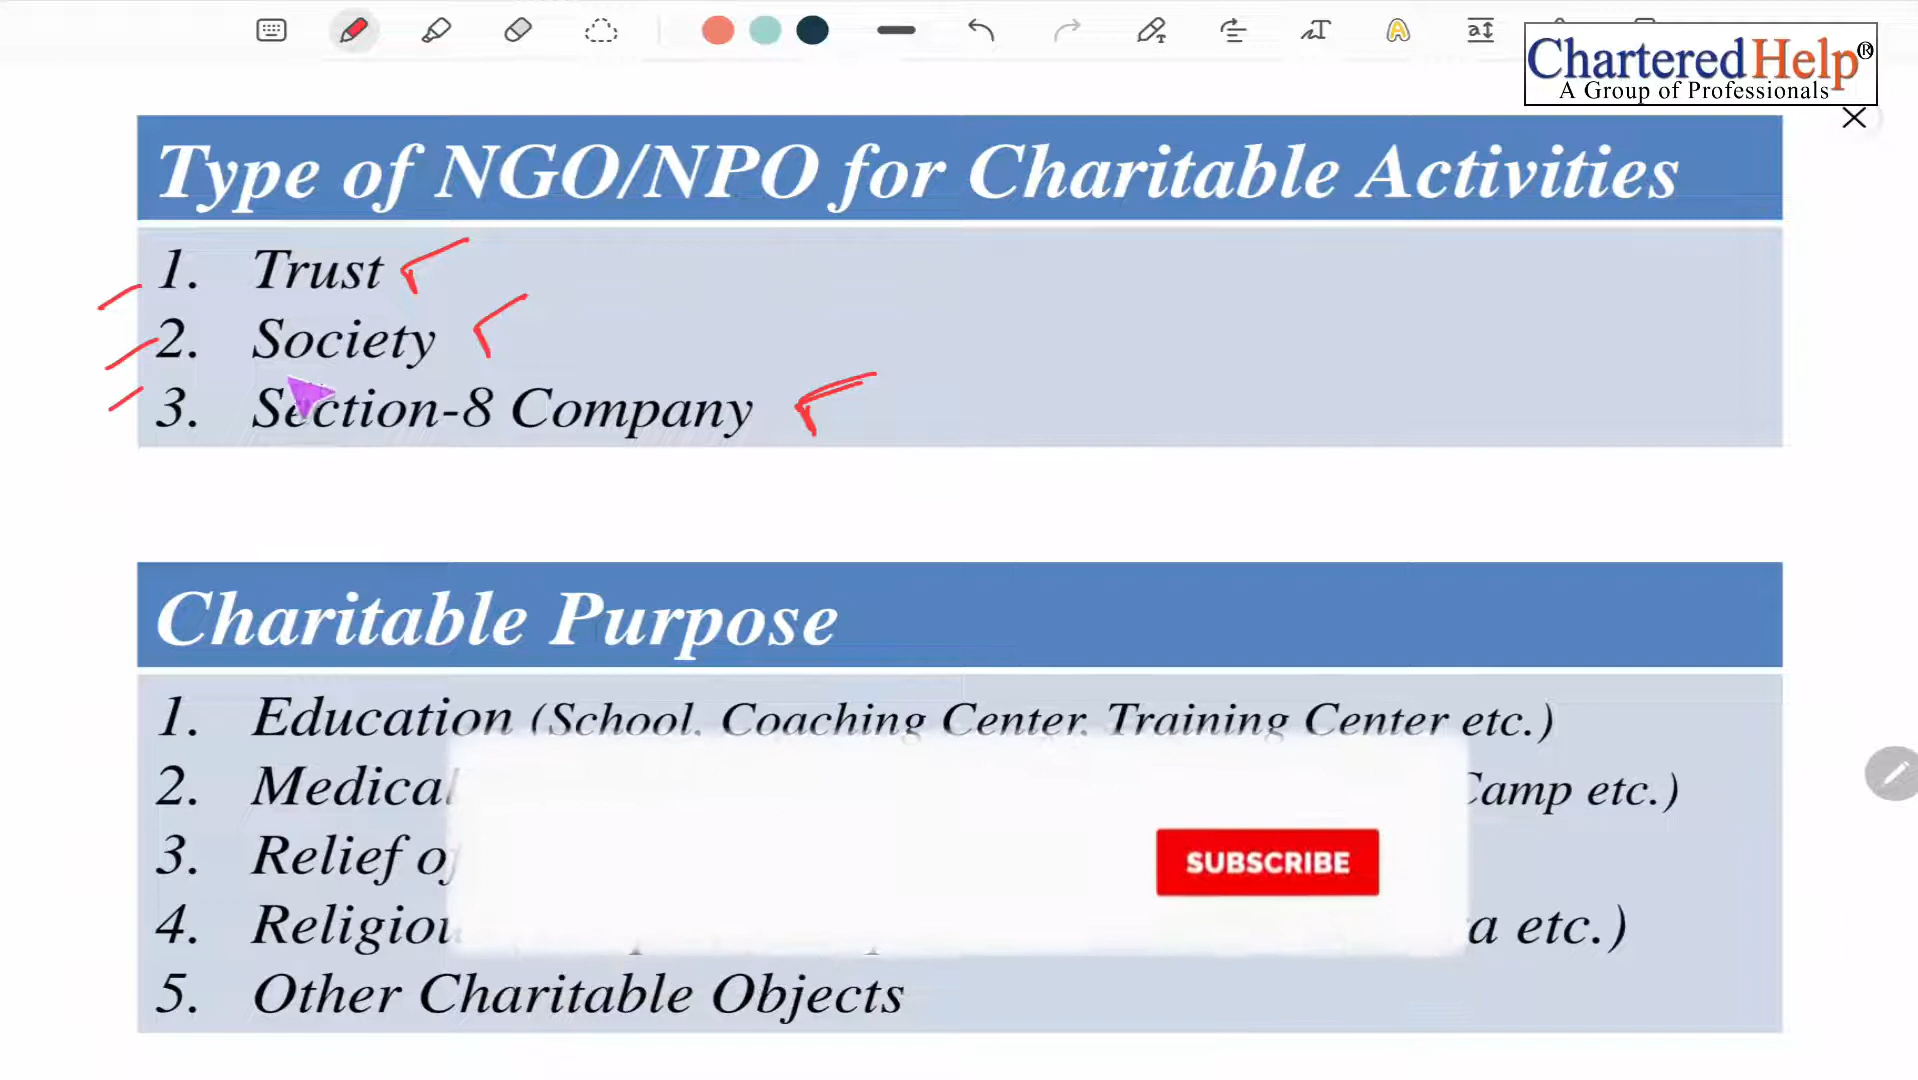 CharteredHelp®
A Group of Professionals
Type of NGO/NPO for Charitable Activities
1. Trust
2. Society
3. Section-8 Company
Charitable Purpose
1. Education (School, Coaching Center, Training Center etc.)
2. Medical Camp etc.)
3. Relief
4. etc.)
5. Other Charitable Objects
SUBSCRIBE